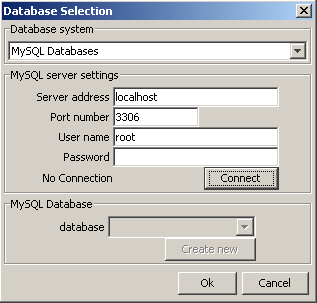 Database Selection
Database system
MySQL Databases
MySQL server settings
Server address localhost
Port number 3306
User name root
Password
No Connection Connect
MySQL Database
database
Create new
Ok Cancel